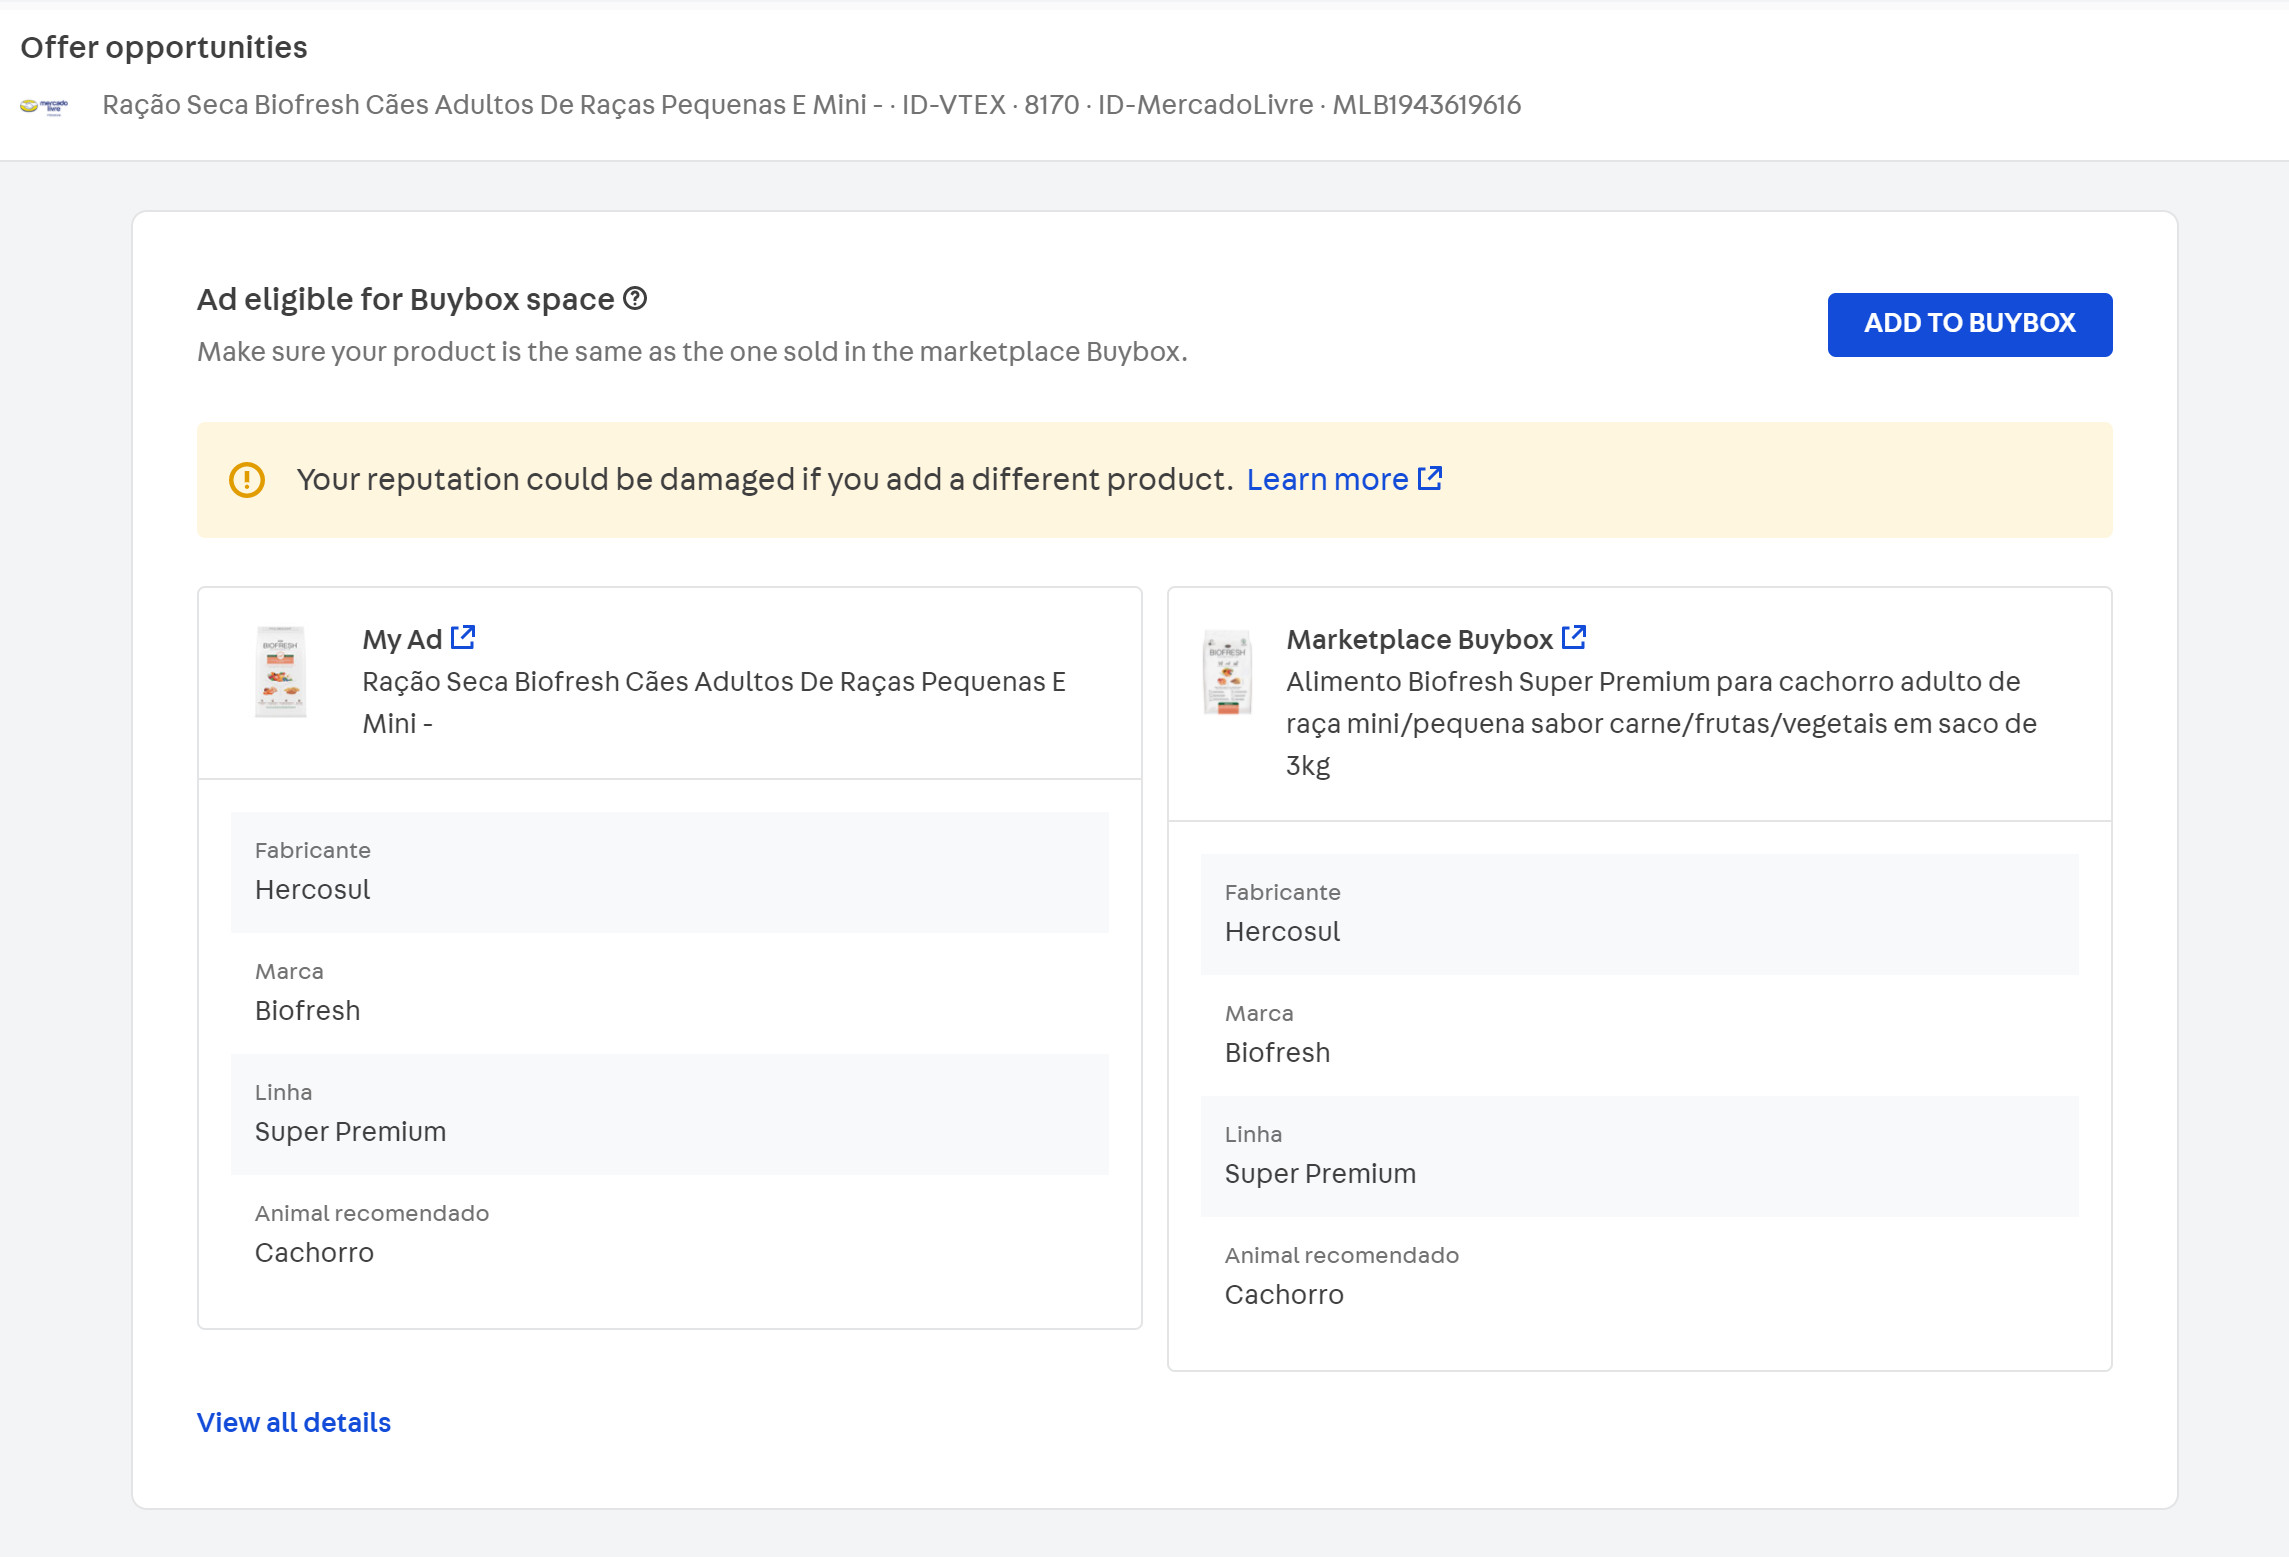 Offer opportunities
mercado
livre
Ração Seca Biofresh Cães Adultos De Raças Pequenas E Mini - · ID-VTEX · 8170 · ID-MercadoLivre · MLB1943619616
Ad eligible for Buybox space
Make sure your product is the same as the one sold in the marketplace Buybox.
ADD TO BUYBOX
Your reputation could be damaged if you add a different product. Learn more
My Ad
Ração Seca Biofresh Cães Adultos De Raças Pequenas E
Mini -
BIOFRESH
Fabricante
Hercosul
Marca
Biofresh
Linha
Super Premium
Animal recomendado
Cachorro
Marketplace Buybox
Alimento Biofresh Super Premium para cachorro adulto de
raça mini/pequena sabor carne/frutas/vegetais em saco de
3kg
BIOFRESH
Fabricante
Hercosul
Marca
Biofresh
Linha
Super Premium
Animal recomendado
Cachorro
View all details